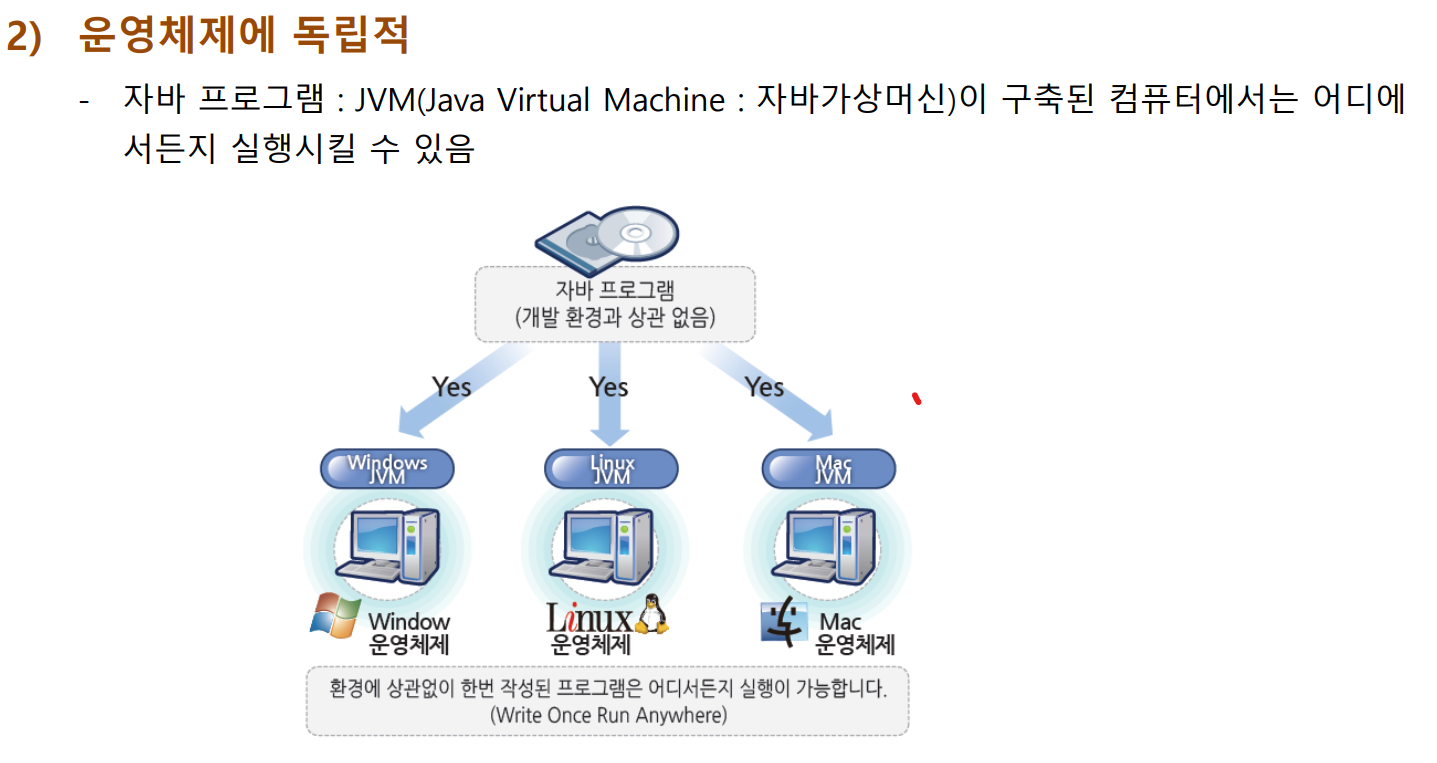 2) 운영체제에 독립적
- 자바 프로그램 : JVM(Java Virtual Machine : 자바가상머신)이 구축된 컴퓨터에서는 어디에
서든지 실행시킬 수 있음
자바 프로그램
(개발 환경과 상관 없음)
Yes
Yes
Yes
Windows
JVM
Linux
JVM
Mac
JVM
Window
운영체제
Linux
운영체제
Mac
운영체제
환경에 상관없이 한번 작성된 프로그램은 어디서든지 실행이 가능합니다.
(Write Once Run Anywhere)